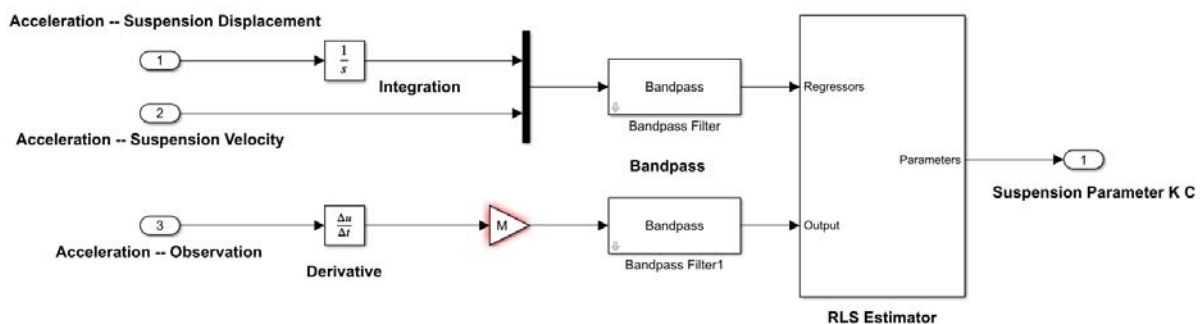 Acceleration -- Suspension Displacement
1
1
s
Integration
2
Acceleration -- Suspension Velocity
Bandpass
Bandpass Filter
Bandpass
Regressors
Parameters
1
Suspension Parameter K C
3
Acceleration -- Observation
Δu
Δt
Derivative
M
Bandpass
Bandpass Filter1
Output
RLS Estimator